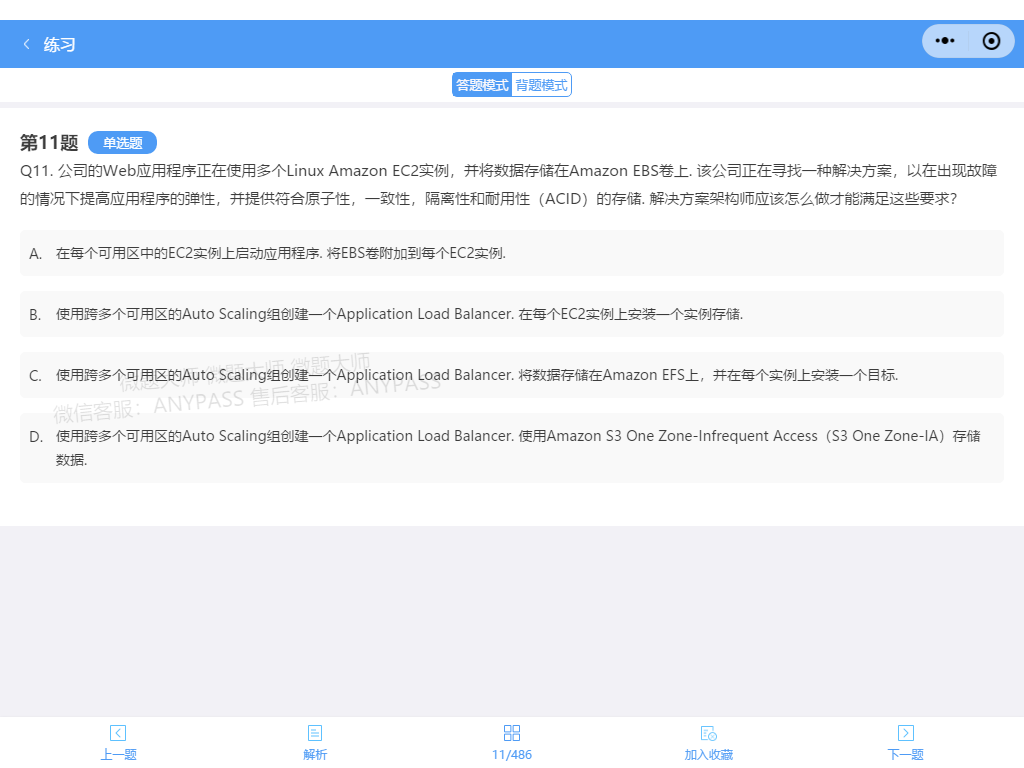 练习
答题模式 背题模式
第11题 单选题
Q11. 公司的Web应用程序正在使用多个Linux Amazon EC2实例，并将数据存储在Amazon EBS卷上. 该公司正在寻找一种解决方案，以在出现故障
的情况下提高应用程序的弹性，并提供符合原子性，一致性，隔离性和耐用性（ACID）的存储. 解决方案架构师应该怎么做才能满足这些要求？
A. 在每个可用区中的EC2实例上启动应用程序. 将EBS卷附加到每个EC2实例.
B. 使用跨多个可用区的Auto Scaling组创建一个Application Load Balancer. 在每个EC2实例上安装一个实例存储.
C. 使用跨多个可用区的Auto Scaling组创建一个Application Load Balancer. 将数据存储在Amazon EFS上，并在每个实例上安装一个目标.
微题大师 微题大师 微题大师
微信客服：ANYPASS 售后客服：ANYPASS
D. 使用跨多个可用区的Auto Scaling组创建一个Application Load Balancer. 使用Amazon S3 One Zone-Infrequent Access（S3 One Zone-IA）存储
数据.
上一题 解析 11/486 加入收藏 下一题